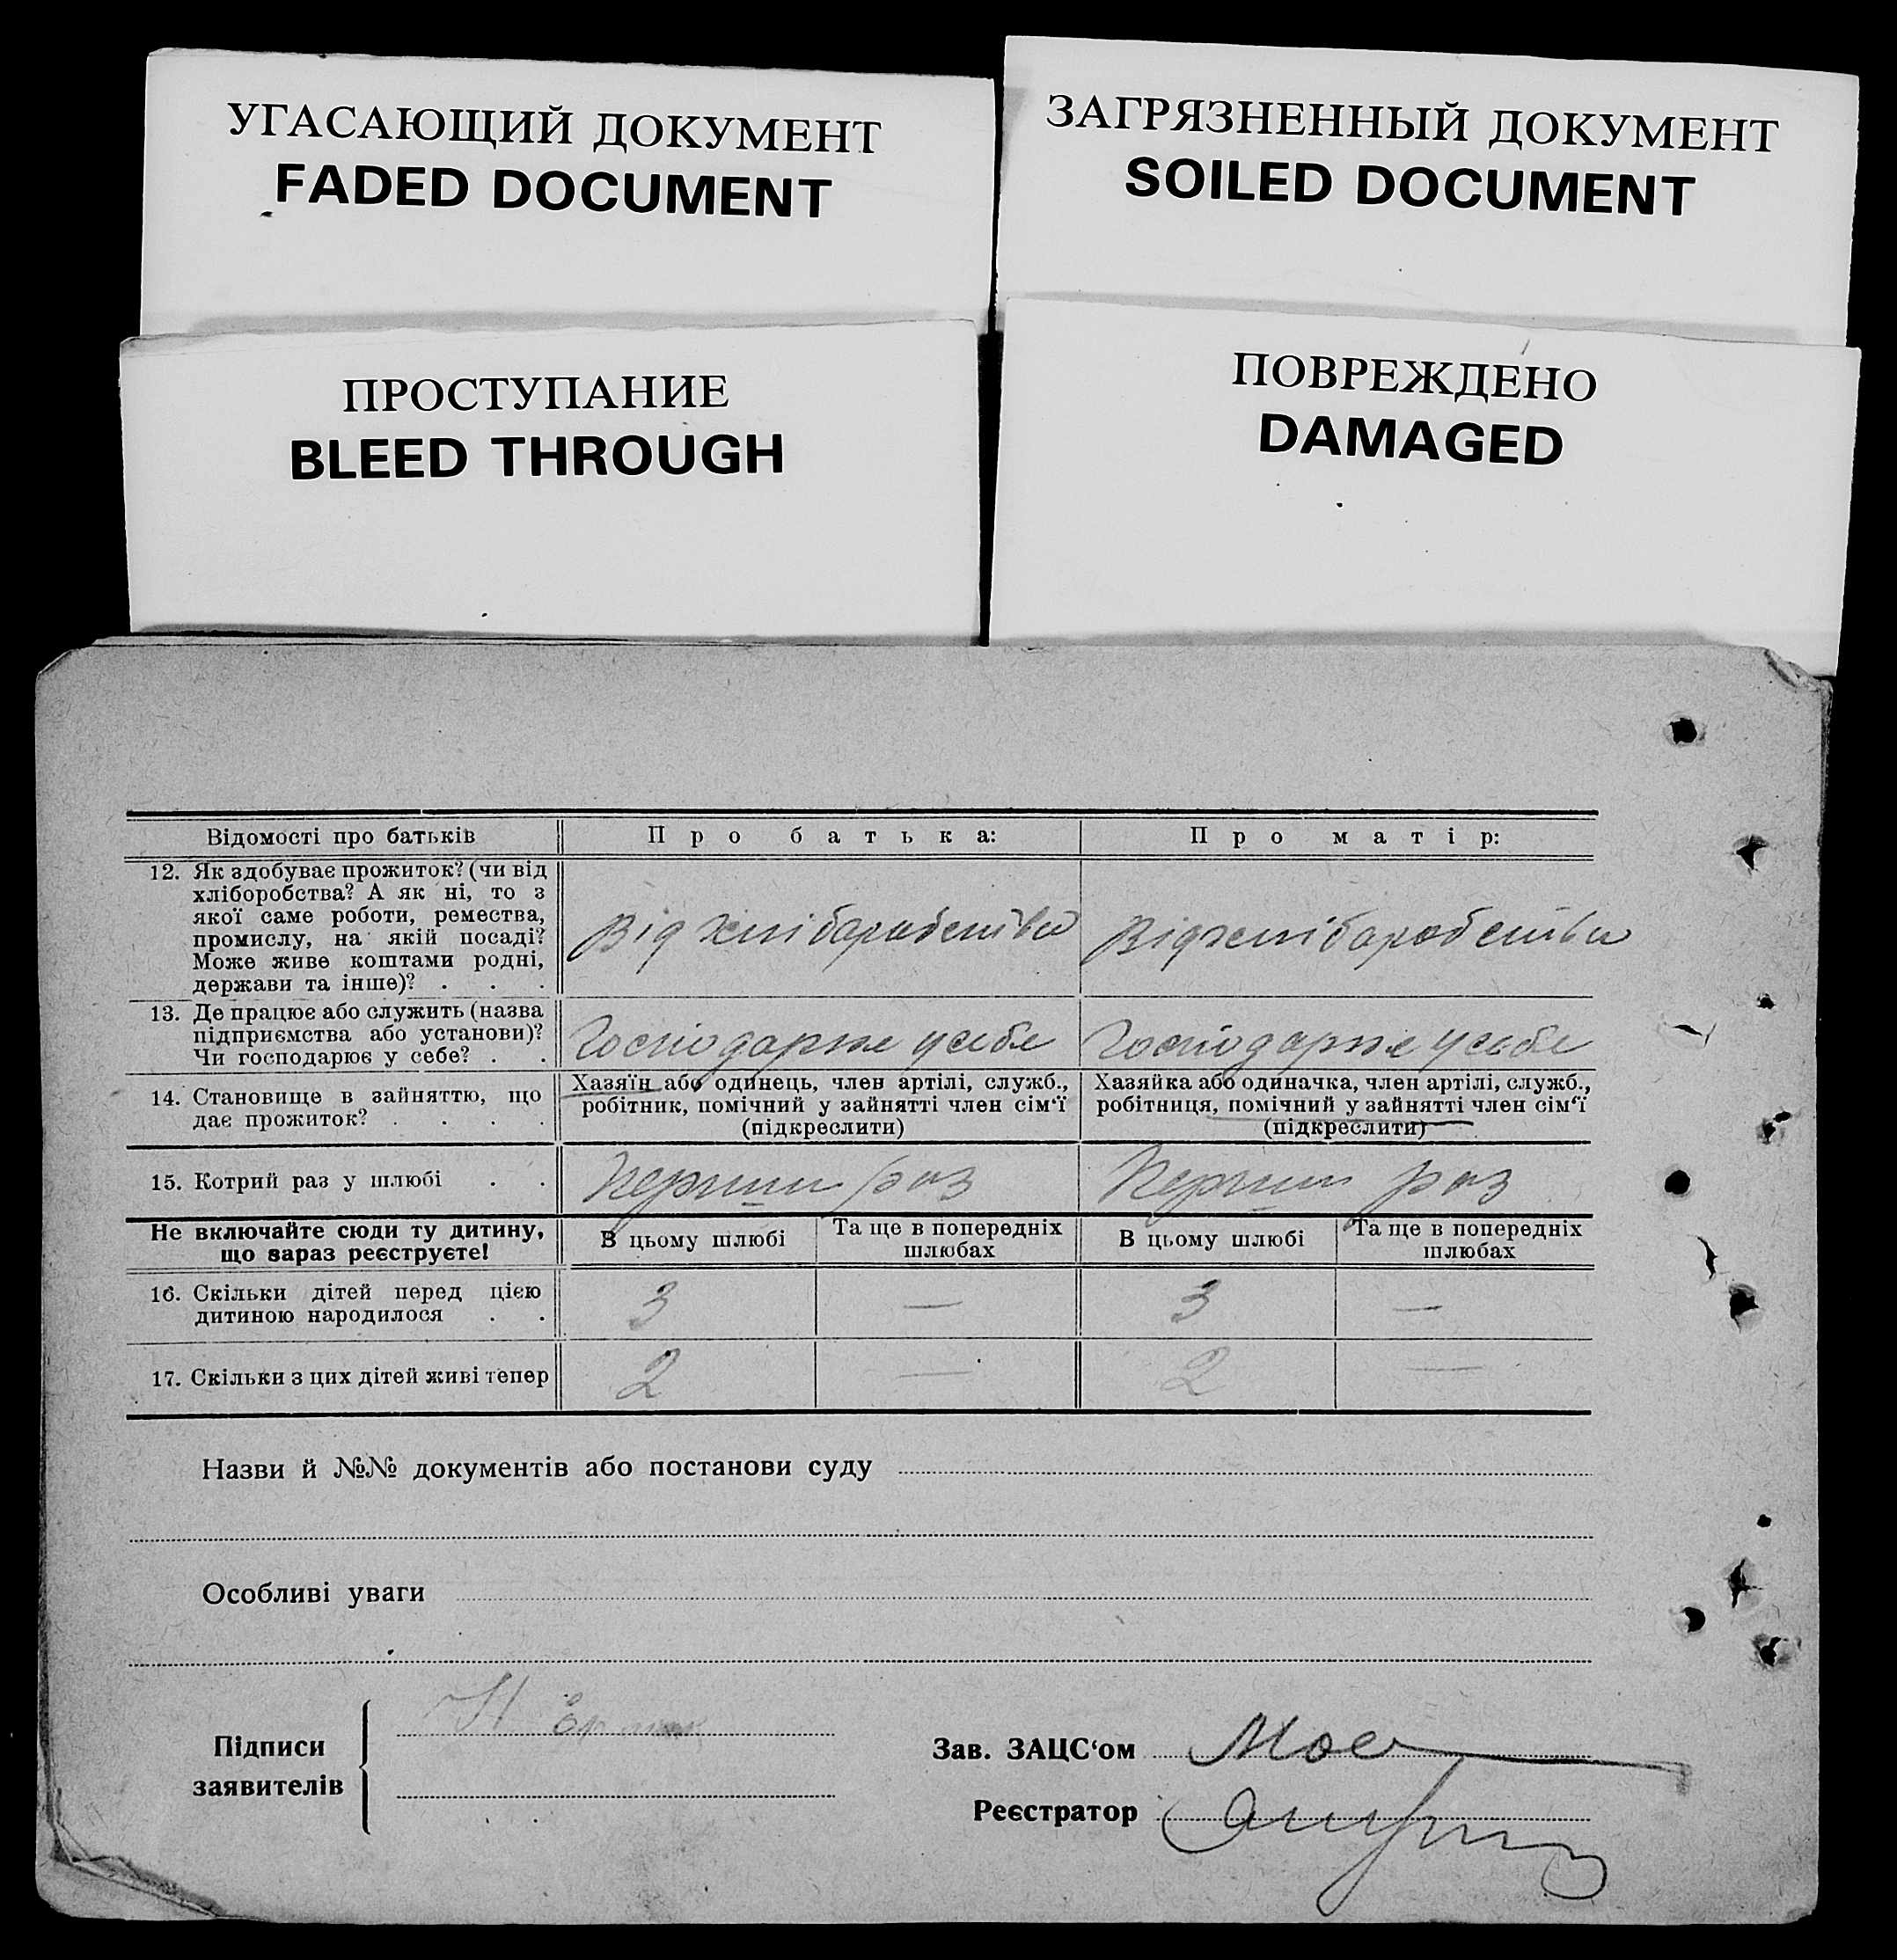 УГАСАЮЩИЙ ДОКУМЕНТ
FADED DOCUMENT
ЗАГРЯЗНЕННЫЙ ДОКУМЕНТ
SOILED DOCUMENT
ПРОСТУПАНИЕ
BLEED THROUGH
ПОВРЕЖДЕНО
DAMAGED
Відомості про батьків
Про батька:
Про матір:
12. Як здобуває прожиток? (чи від
хліборобства? А як ні, то з
якої саме роботи, ремества,
промислу, на якій посаді?
Може живе коштами родні,
держави та інше)? . . .
Від хліборобства
Від хліборобства
13. Де працює або служить (назва
підприємства або установи)?
Чи господарює у себе? . .
Господарює у себе
Господарює у себе
14. Становище в зайняттю, що
дає прожиток? . . . .
Хазяїн або одинець, член артілі, служб.,
робітник, помічний у зайнятті член сім‘ї
(підкреслити)
Хазяйка або одиначка, член артілі, служб.,
робітниця, помічний у зайнятті член сім‘ї
(підкреслити)
15. Котрий раз у шлюбі . .
Перший раз
Перший раз
Не включайте сюди ту дитину,
що зараз реєструєте!
В цьому шлюбі
Та ще в попередніх
шлюбах
В цьому шлюбі
Та ще в попередніх
шлюбах
16. Скільки дітей перед цією
дитиною народилося . .
3
—
3
—
17. Скільки з цих дітей живі тепер
2
—
2
—
Назви й №№ документів або постанови суду
Особливі уваги
Підписи
заявителів
Зав. ЗАЦС‘ом
Реєстратор